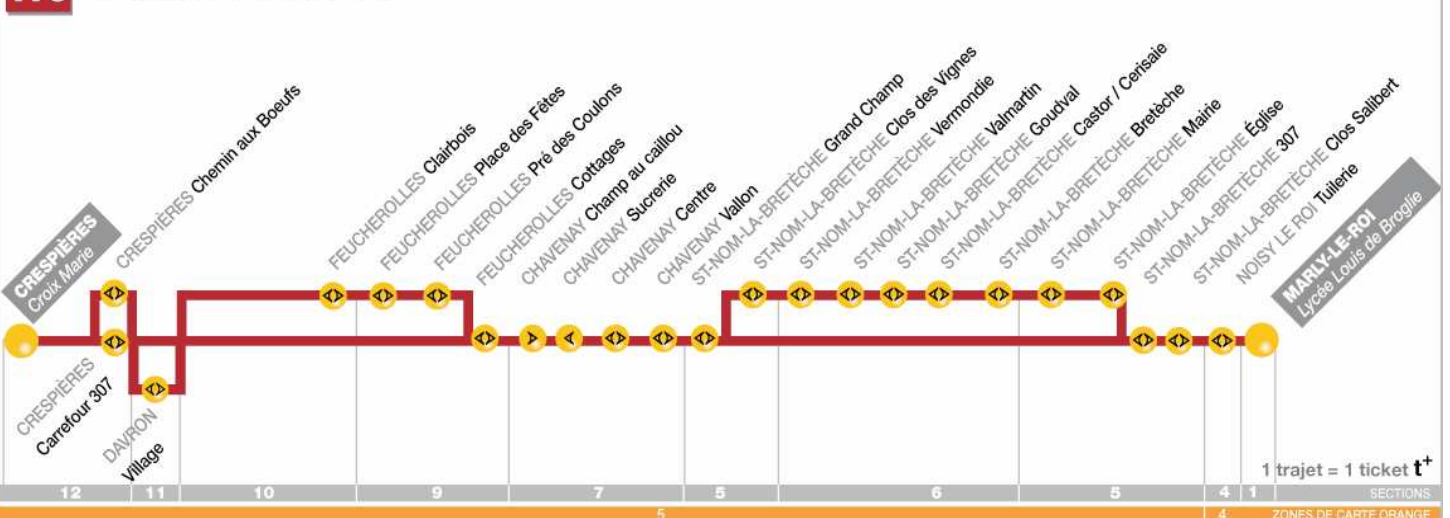 CRESPIÈRES
Croix Marie
CRESPIÈRES Chemin aux Boeufs
CRESPIÈRES
Carrefour 307
DAVRON
Village
FEUCHEROLLES Clairbois
FEUCHEROLLES Place des Fêtes
FEUCHEROLLES Pré des Coulons
FEUCHEROLLES Cottages
CHAVENAY Champ au caillou
CHAVENAY Sucrerie
CHAVENAY Centre
CHAVENAY Vallon
ST-NOM-LA-BRETÈCHE Grand Champ
ST-NOM-LA-BRETÈCHE Clos des Vignes
ST-NOM-LA-BRETÈCHE Vermondie
ST-NOM-LA-BRETÈCHE Valmartin
ST-NOM-LA-BRETÈCHE Goudval
ST-NOM-LA-BRETÈCHE Castor / Cerisaie
ST-NOM-LA-BRETÈCHE Bretèche
ST-NOM-LA-BRETÈCHE Mairie
ST-NOM-LA-BRETÈCHE Église
ST-NOM-LA-BRETÈCHE 307
ST-NOM-LA-BRETÈCHE Clos Salibert
NOISY LE ROI Tuilerie
MARLY-LE-ROI
Lycée Louis de Broglie
1 trajet = 1 ticket t+
12 11 10 9 7 5 6 5 4 1 SECTIONS
5 4 ZONES DE CARTE ORANGE